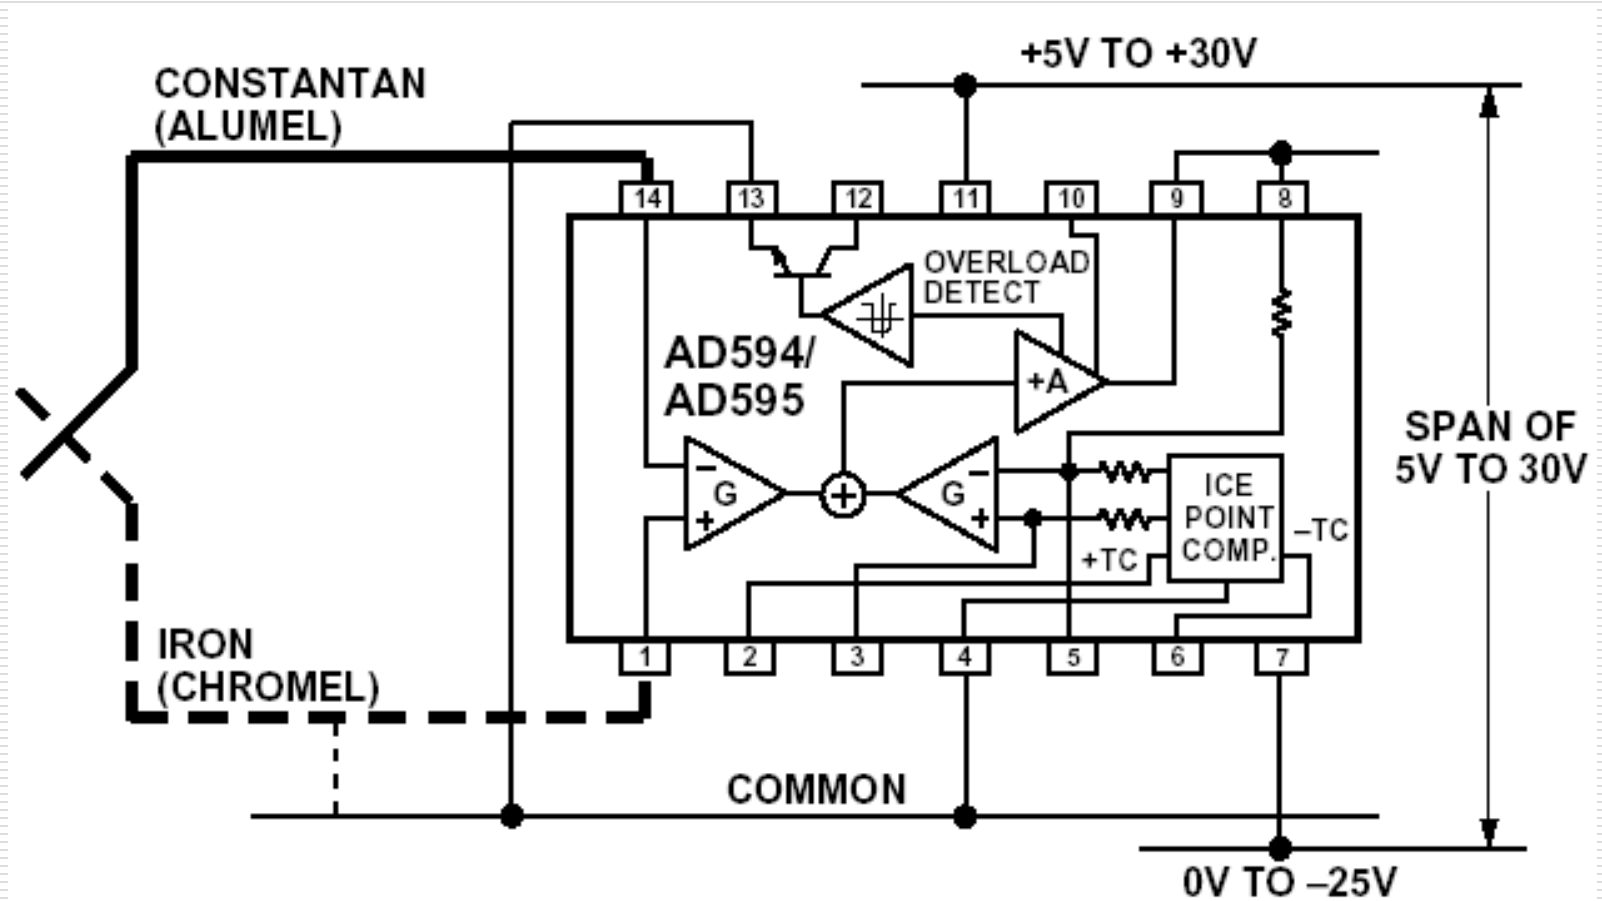 +5V TO +30V
CONSTANTAN
(ALUMEL)
14
13
12
11
10
9
8
OVERLOAD
DETECT
AD594/
AD595
+A
SPAN OF
5V TO 30V
–
G
+
+
–
G
+
ICE
POINT
COMP.
+TC
–TC
IRON
(CHROMEL)
1
2
3
4
5
6
7
COMMON
0V TO –25V